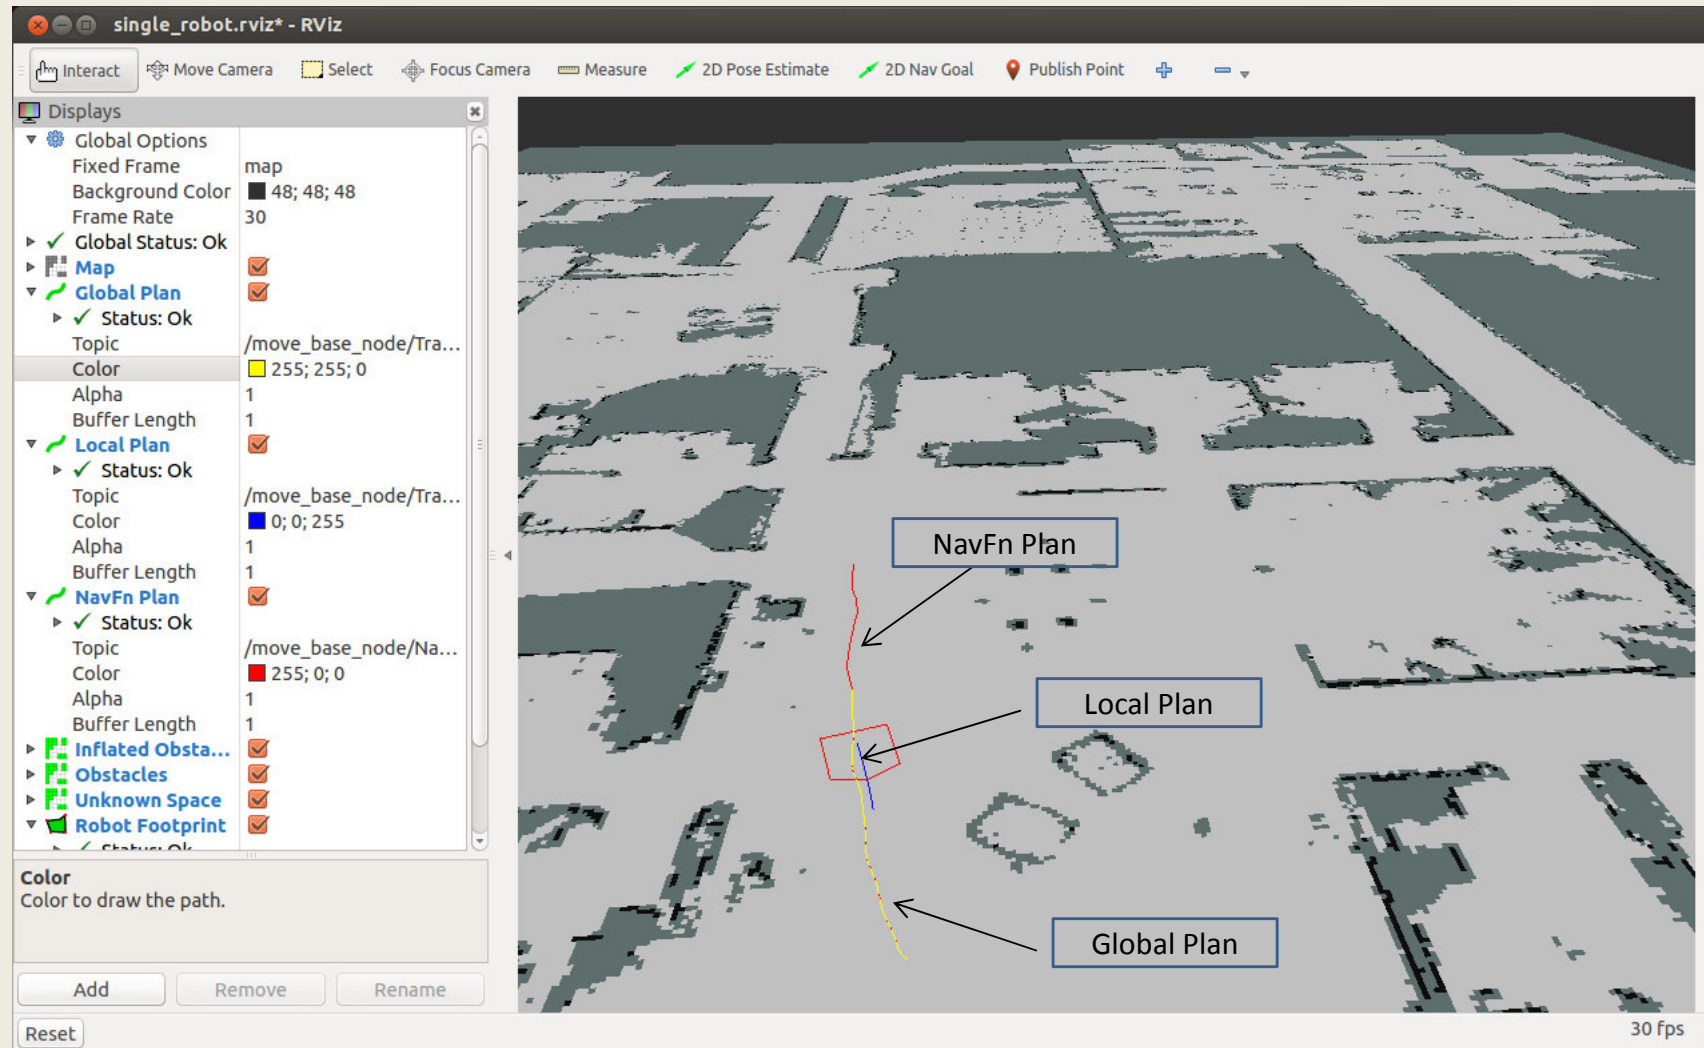 single_robot.rviz* - RViz
Interact Move Camera Select Focus Camera Measure 2D Pose Estimate 2D Nav Goal Publish Point
Displays
Global Options
Fixed Frame map
Background Color 48; 48; 48
Frame Rate 30
Global Status: Ok
Map
Global Plan
Status: Ok
Topic /move_base_node/Tra...
Color 255; 255; 0
Alpha 1
Buffer Length 1
Local Plan
Status: Ok
Topic /move_base_node/Tra...
Color 0; 0; 255
Alpha 1
Buffer Length 1
NavFn Plan
Status: Ok
Topic /move_base_node/Na...
Color 255; 0; 0
Alpha 1
Buffer Length 1
Inflated Obsta...
Obstacles
Unknown Space
Robot Footprint
Status: Ok
Color
Color to draw the path.
Add Remove Rename
Reset
NavFn Plan
Local Plan
Global Plan
30 fps